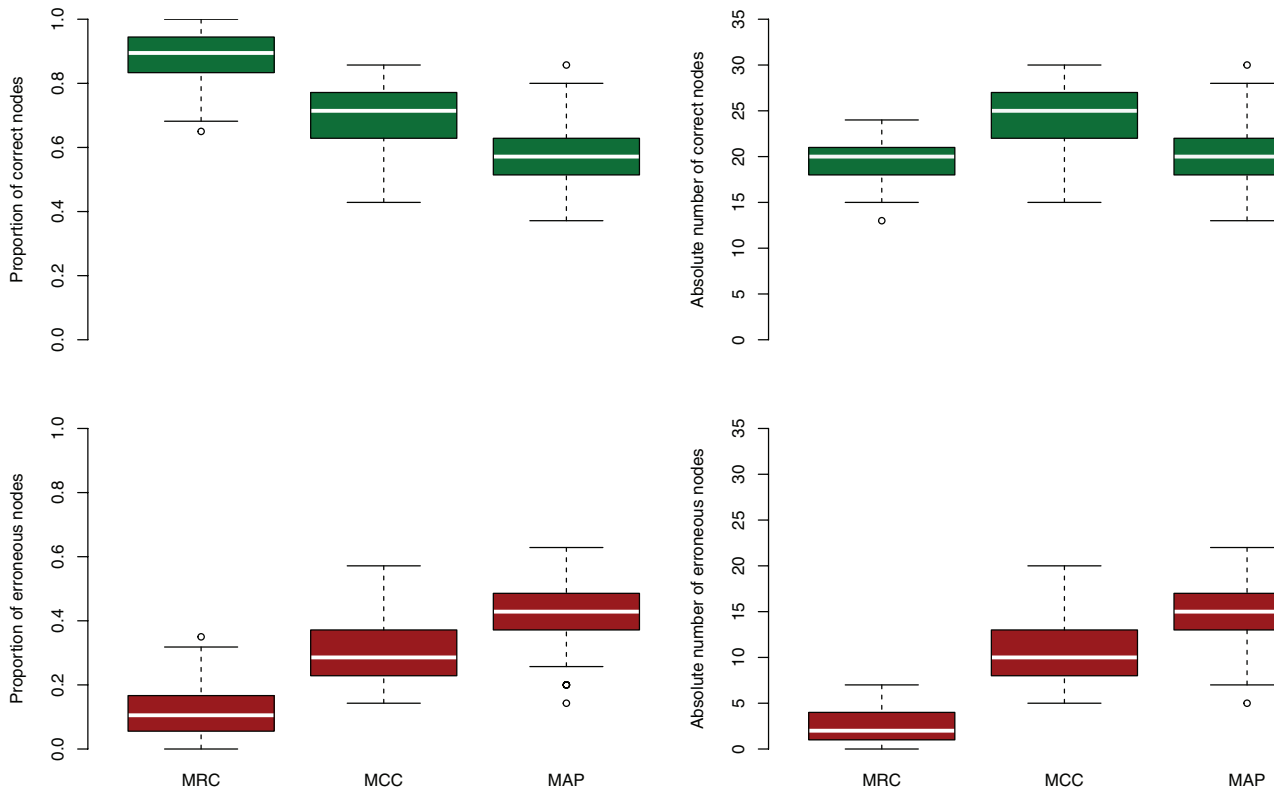 Proportion of correct nodes
1.0
0.8
0.6
0.4
0.2
0.0
Absolute number of correct nodes
35
30
25
20
15
10
5
0
Proportion of erroneous nodes
1.0
0.8
0.6
0.4
0.2
0.0
MRC
MCC
MAP
Absolute number of erroneous nodes
35
30
25
20
15
10
5
0
MRC
MCC
MAP